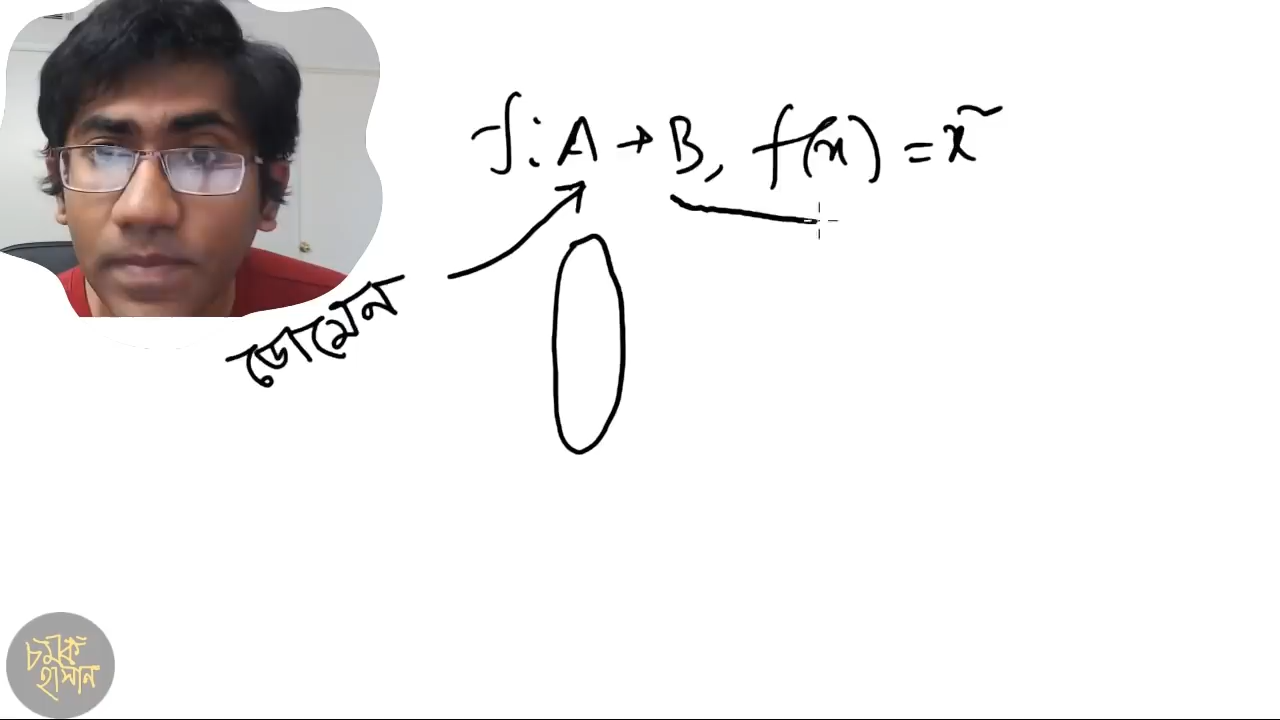 f: A → B, f(x) = x²
ডোমেন
চমক
হাসান